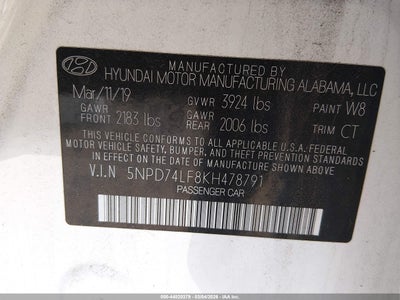 MANUFACTURED BY
HYUNDAI MOTOR MANUFACTURING ALABAMA, LLC
Mar/11/19 GVWR 3924 lbs PAINT W8
GAWR FRONT 2183 lbs GAWR REAR 2006 lbs TRIM CT
THIS VEHICLE CONFORMS TO ALL APPLICABLE U.S.A. FEDERAL
MOTOR VEHICLE SAFETY, BUMPER, AND THEFT PREVENTION
STANDARDS IN EFFECT ON THE DATE OF MANUFACTURE SHOWN ABOVE.
V.I.N 5NPD74LF8KH478791
PASSENGER CAR